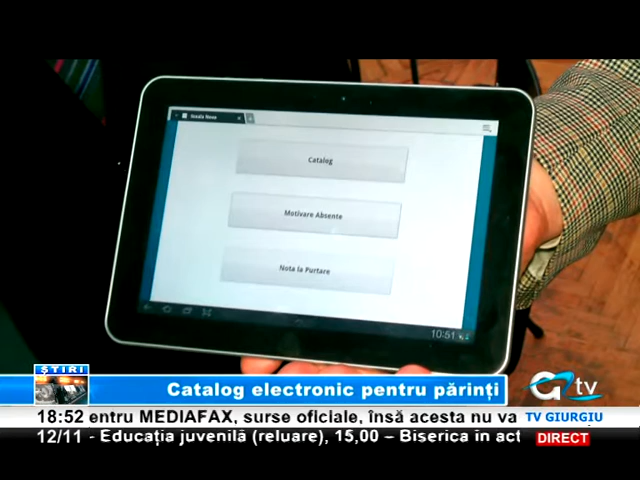 Scoala Noua
Catalog
Motivare Absente
Nota la Purtare
10:51
ȘTIRI
Catalog electronic pentru părinți
G tv
18:52 entru MEDIAFAX, surse oficiale, însă acesta nu va
TV GIURGIU
12/11 - Educația juvenilă (reluare), 15,00 – Biserica în act
DIRECT